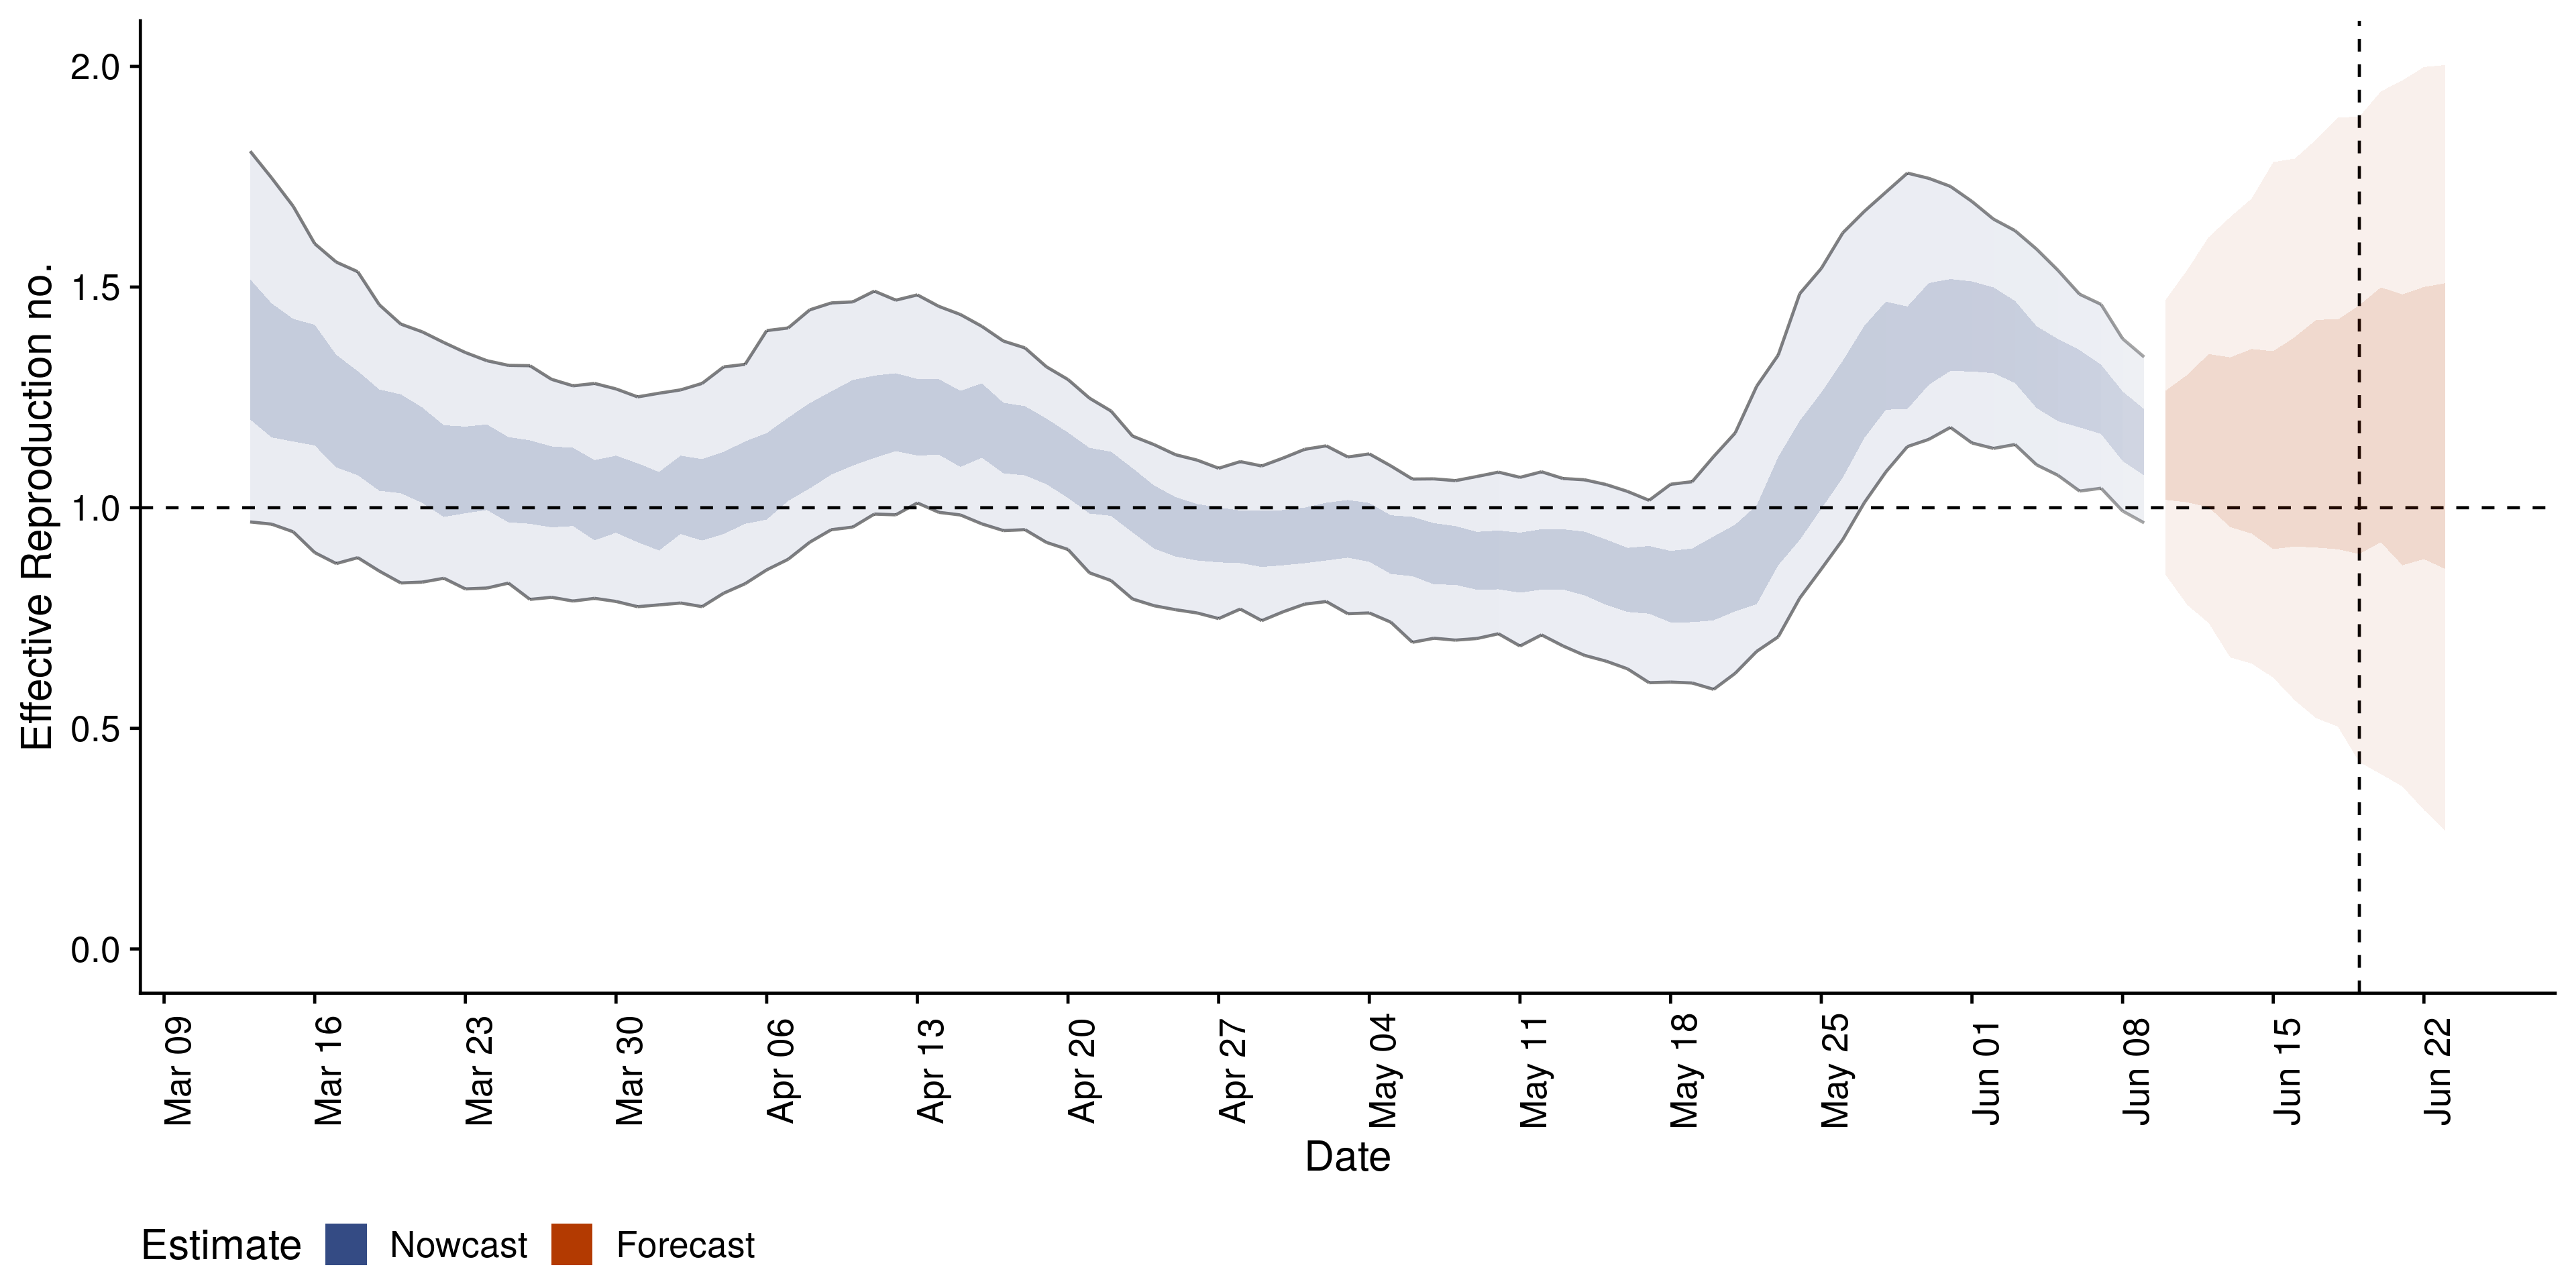 Effective Reproduction no.
2.0
1.5
1.0
0.5
0.0
Mar 09
Mar 16
Mar 23
Mar 30
Apr 06
Apr 13
Apr 20
Apr 27
May 04
May 11
May 18
May 25
Jun 01
Jun 08
Jun 15
Jun 22
Date
Estimate Nowcast Forecast